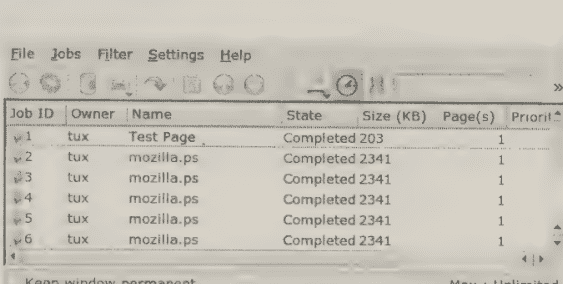 File Jobs Filter Settings Help
»
Job ID Owner Name State Size (KB) Page(s) Priorit
1 tux Test Page Completed 203 1
2 tux mozilla.ps Completed 2341 1
3 tux mozilla.ps Completed 2341 1
4 tux mozilla.ps Completed 2341 1
5 tux mozilla.ps Completed 2341 1
6 tux mozilla.ps Completed 2341 1
Keep window permanent Max.: Unlimited